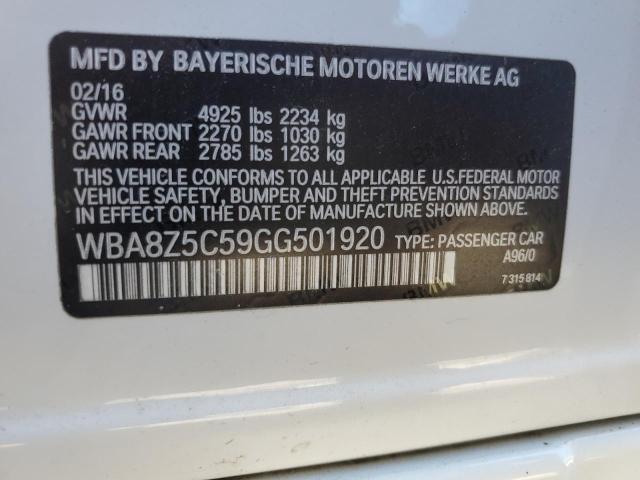 MFD BY BAYERISCHE MOTOREN WERKE AG
02/16
GVWR 4925 lbs 2234 kg
GAWR FRONT 2270 lbs 1030 kg
GAWR REAR 2785 lbs 1263 kg
THIS VEHICLE CONFORMS TO ALL APPLICABLE U.S.FEDERAL MOTOR
VEHICLE SAFETY, BUMPER AND THEFT PREVENTION STANDARDS
IN EFFECT ON THE DATE OF MANUFACTURE SHOWN ABOVE.
WBA8Z5C59GG501920 TYPE: PASSENGER CAR
A96/0
7 315 814